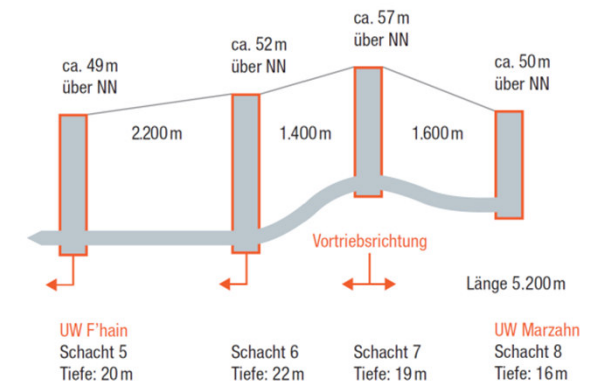 ca. 57 m
über NN
ca. 52 m
über NN
ca. 49 m
über NN
ca. 50 m
über NN
2.200 m
1.400 m
1.600 m
Vortriebsrichtung
Länge 5.200 m
UW F'hain
Schacht 5
Tiefe: 20 m
Schacht 6
Tiefe: 22 m
Schacht 7
Tiefe: 19 m
UW Marzahn
Schacht 8
Tiefe: 16 m